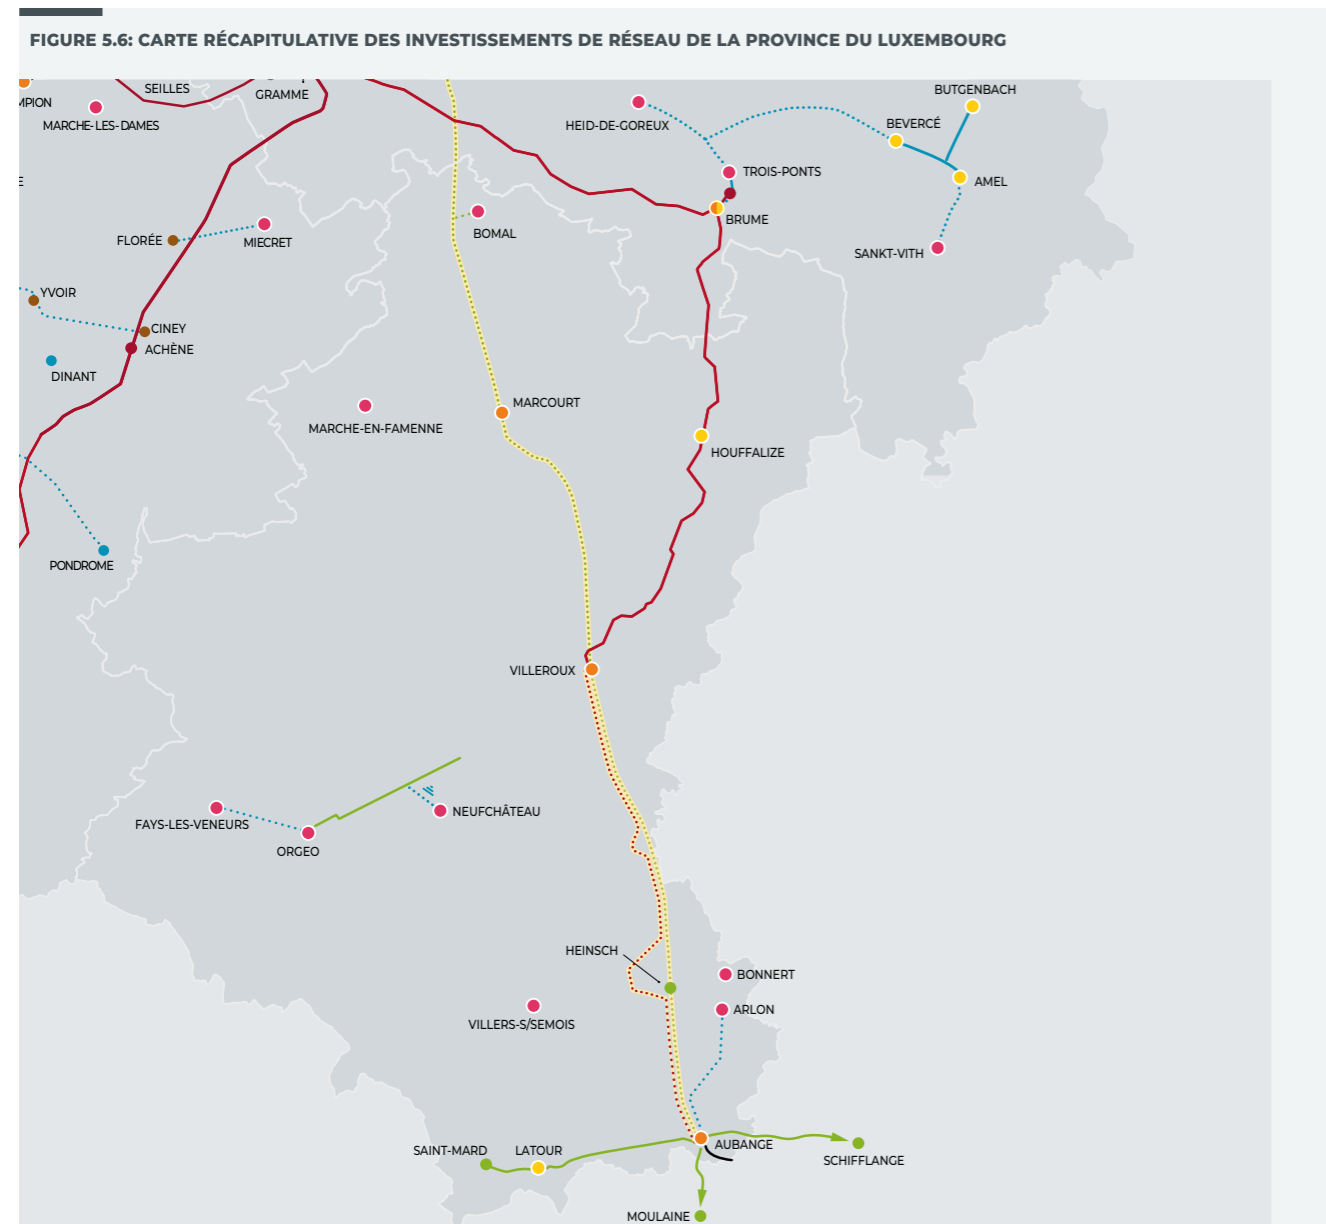 FIGURE 5.6: CARTE RÉCAPITULATIVE DES INVESTISSEMENTS DE RÉSEAU DE LA PROVINCE DU LUXEMBOURG
SEILLES
GRAMME
MPION
MARCHE-LES-DAMES
HEID-DE-GOREUX
BUTGENBACH
BEVERCÉ
TROIS-PONTS
AMEL
E
BRUME
BOMAL
FLORÉE
MIECRET
SANKT-VITH
YVOIR
CINEY
ACHÈNE
DINANT
MARCOURT
MARCHE-EN-FAMENNE
HOUFFALIZE
PONDROME
VILLEROUX
NEUFCHÂTEAU
FAYS-LES-VENEURS
ORGEO
HEINSCH
BONNERT
ARLON
VILLERS-S/SEMOIS
AUBANGE
SAINT-MARD
LATOUR
SCHIFFLANGE
MOULAINE